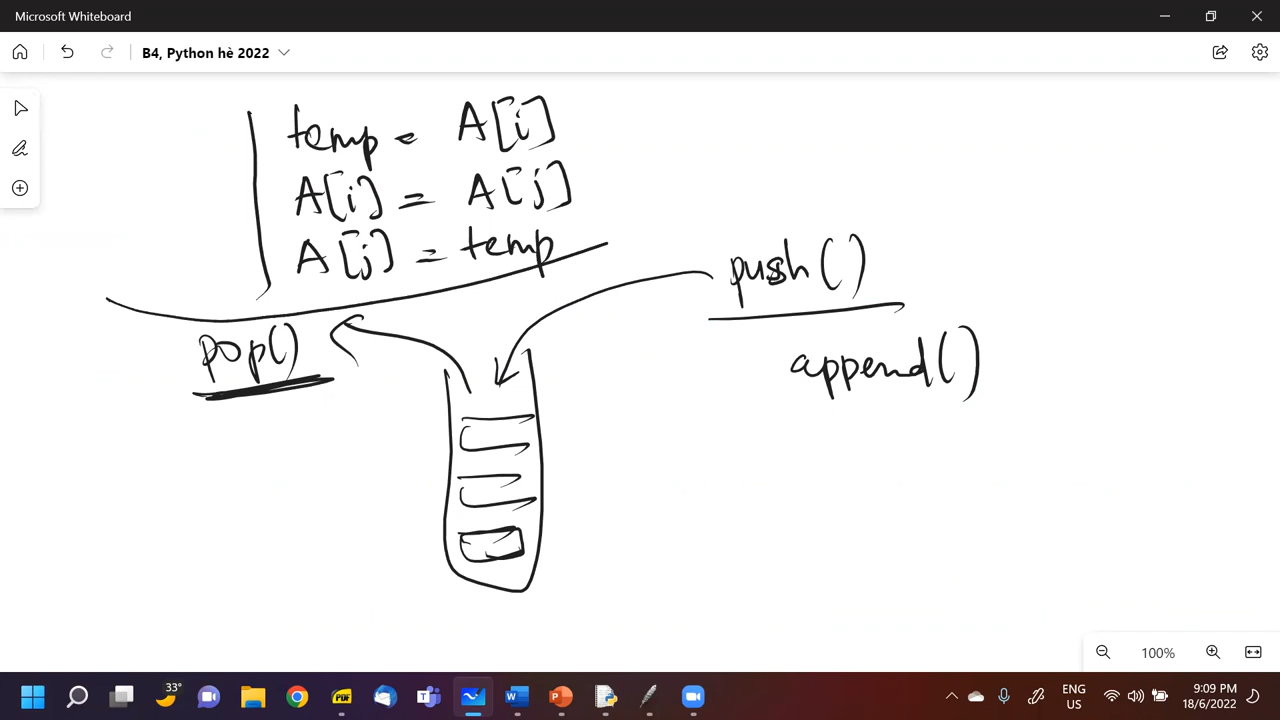 Microsoft Whiteboard
B4, Python hè 2022
temp = A[i]
A[i] = A[j]
A[j] = temp
push()
pop()
append()
100%
33°
ENG
US
9:09 PM
18/6/2022